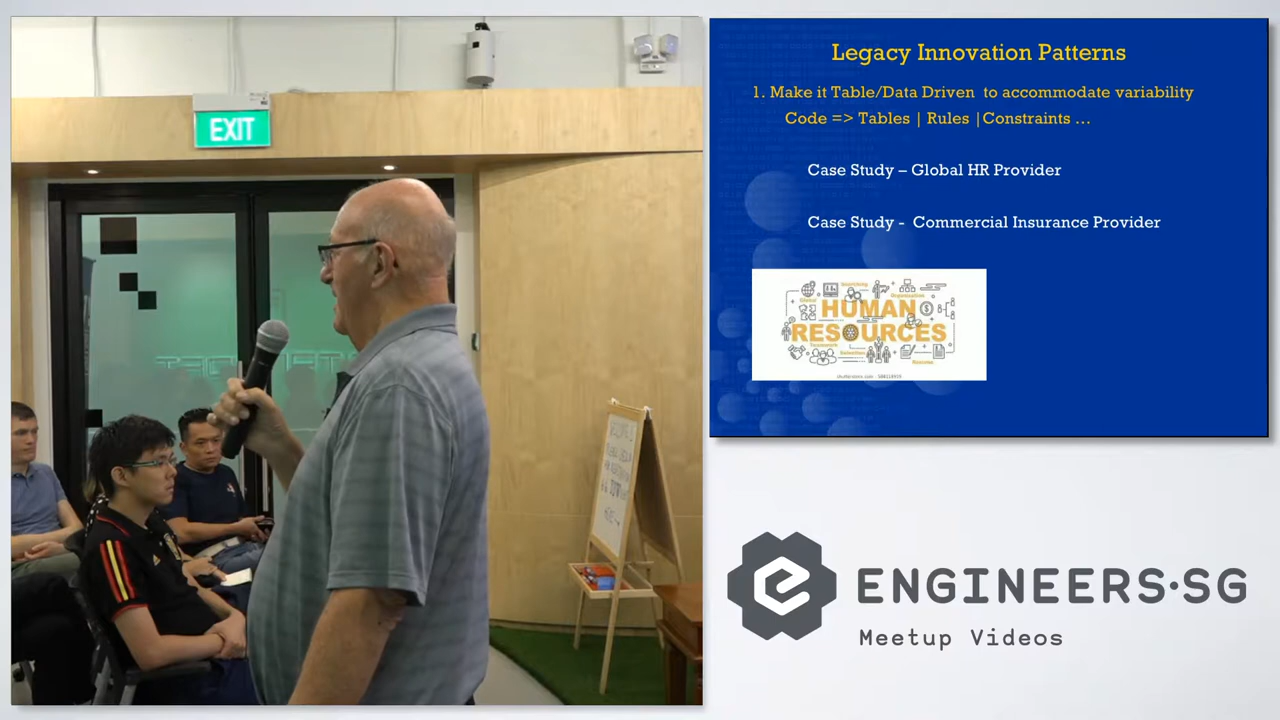 EXIT
Legacy Innovation Patterns
1. Make it Table/Data Driven to accommodate variability
Code => Tables | Rules |Constraints ...
Case Study – Global HR Provider
Case Study - Commercial Insurance Provider
HUMAN
RESOURCES
ENGINEERS·SG
Meetup Videos